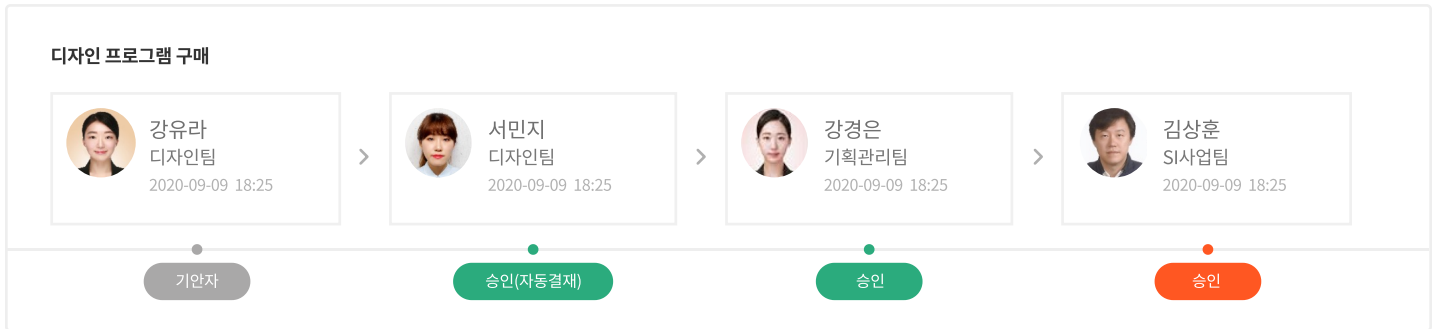 디자인 프로그램 구매
강유라
디자인팀
2020-09-09 18:25
서민지
디자인팀
2020-09-09 18:25
강경은
기획관리팀
2020-09-09 18:25
김상훈
SI사업팀
2020-09-09 18:25
기안자
승인(자동결재)
승인
승인